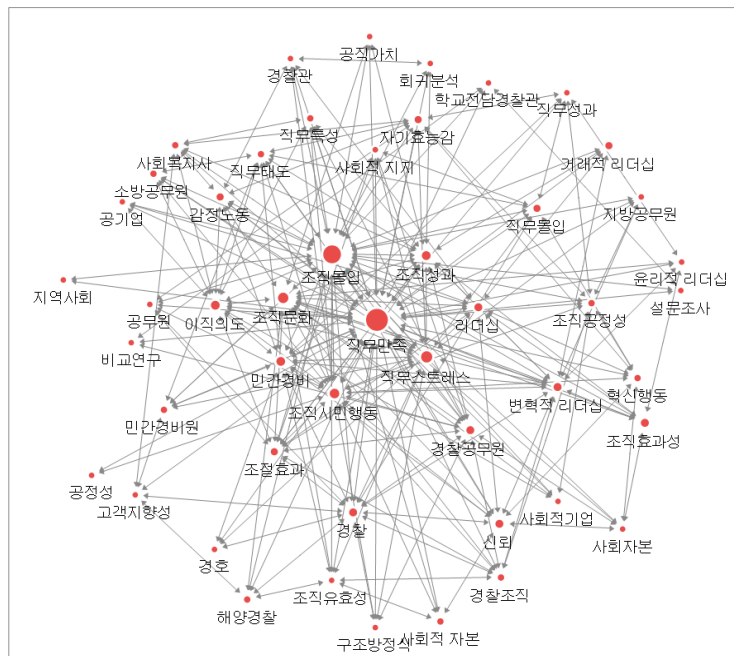 공직가치
경찰관
회귀분석
학교전담경찰관
직무성과
직무특성
자기효능감
사회복지사
직무태도
사회적 지지
거래적 리더십
소방공무원
공기업
감정노동
직무몰입
지방공무원
조직몰입
조직성과
윤리적 리더십
지역사회
설문조사
공무원
이직의도
조직문화
리더십
조직공정성
비교연구
직무만족
민간경비
직무스트레스
조직시민행동
변혁적 리더십
혁신행동
민간경비원
조직효과성
조절효과
경찰공무원
공정성
고객지향성
경찰
신뢰
사회적기업
사회자본
경호
해양경찰
조직유효성
경찰조직
구조방정식
사회적 자본